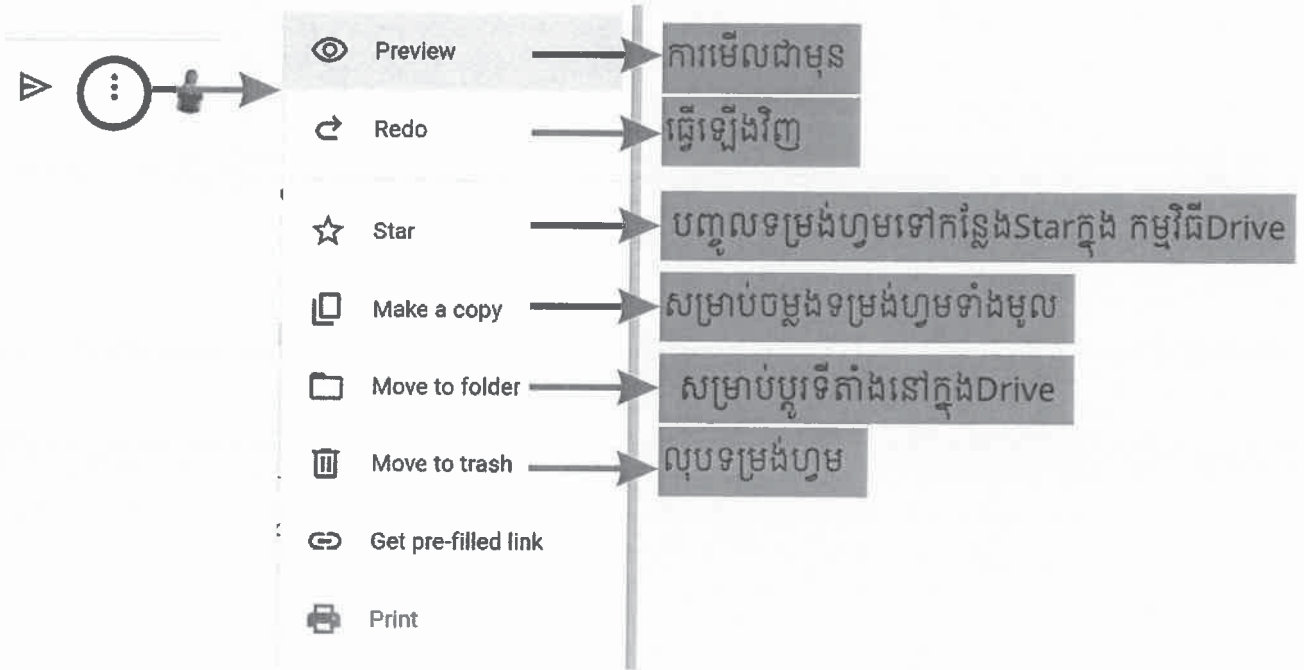 Preview ការមើលជាមុន
Redo ធ្វើឡើងវិញ
Star បញ្ចូលទម្រង់ហ្វមទៅកន្លែងStarក្នុង កម្មវិធីDrive
Make a copy សម្រាប់ចម្លងទម្រង់ហ្វមទាំងមូល
Move to folder សម្រាប់ប្តូរទីតាំងនៅក្នុងDrive
Move to trash លុបទម្រង់ហ្វម
Get pre-filled link
Print